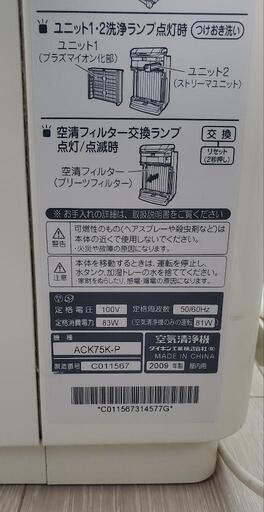 ユニット1・2洗浄ランプ点灯時 つけおき洗い
ユニット1
(プラズマイオン化部)
ユニット2
(ストリーマユニット)
空清フィルター交換ランプ
点灯/点滅時
交換
リセット
(2秒押し)
空清フィルター
(プリーツフィルター)
※お手入れの詳細は、取扱説明書をご覧ください
警告
可燃性のもの(ヘアスプレーや殺虫剤など)は
本体の近くで使用しないでください。
・火災や故障の原因になります。
注意
本体を移動するときは、運転を停止し、
水タンク、加湿トレーの水を捨ててください。
・家財をぬらしたり、感電・漏電の原因になります。
定格電圧 100V 定格周波数 50/60Hz
定格消費電力 83W (空気清浄機のみの運転 81W)
機種 ACK75K-P
製造番号 C011567
空気清浄機
ダイキン工業株式会社
MADE IN CHINA
2009年製 屋内用
*C011567314577G*